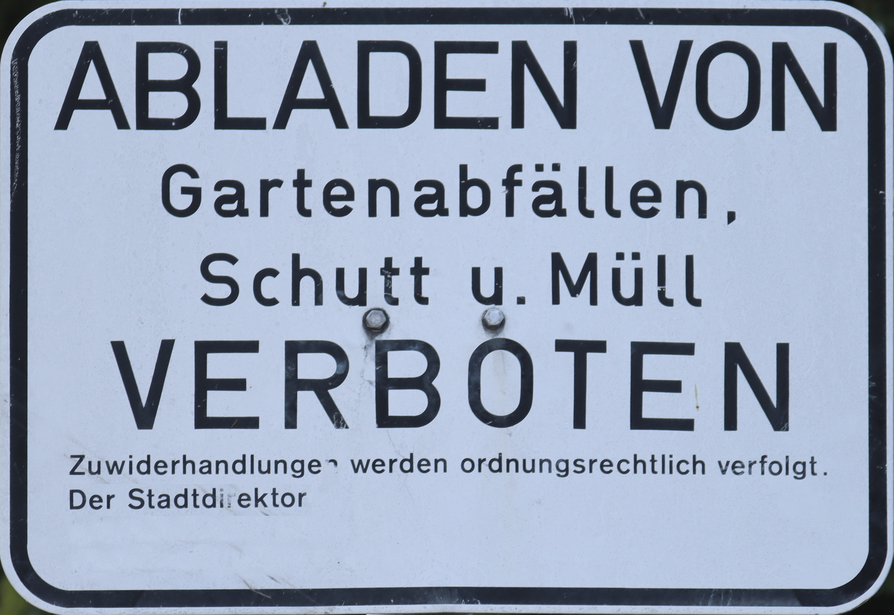 ABLADEN VON
Gartenabfällen,
Schutt u. Müll
VERBOTEN
Zuwiderhandlungen werden ordnungsrechtlich verfolgt.
Der Stadtdirektor